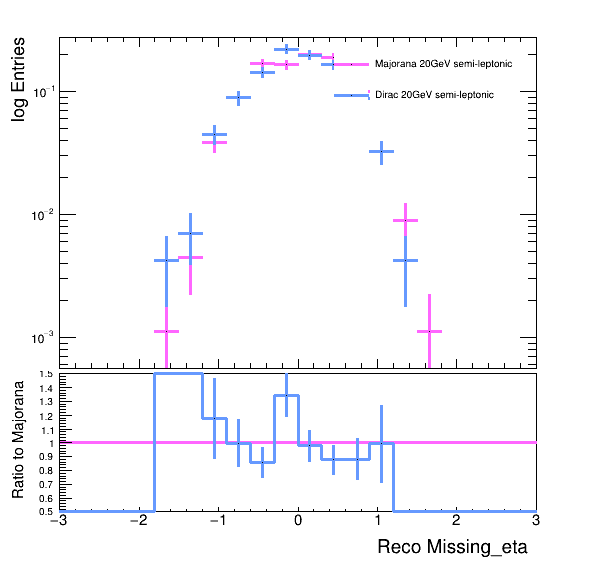 log Entries
Majorana 20GeV semi-leptonic
Dirac 20GeV semi-leptonic
10⁻¹
10⁻²
10⁻³
Ratio to Majorana
1.5
1.4
1.3
1.2
1.1
1
0.9
0.8
0.7
0.6
0.5
−3 −2 −1 0 1 2 3
Reco Missing_eta